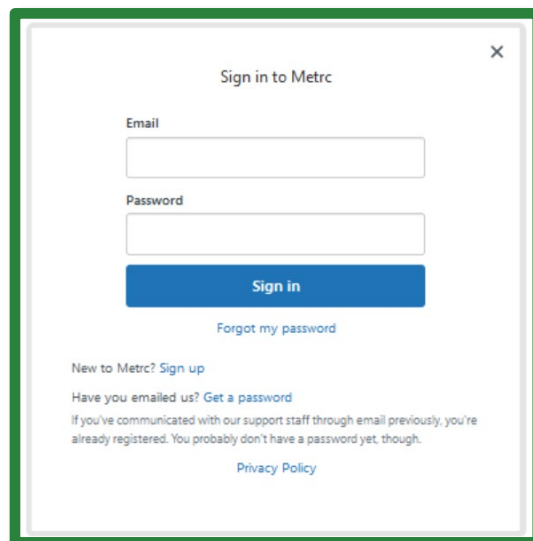 Sign in to Metrc
Email
Password
Sign in
Forgot my password
New to Metrc? Sign up
Have you emailed us? Get a password
If you've communicated with our support staff through email previously, you're
already registered. You probably don't have a password yet, though.
Privacy Policy